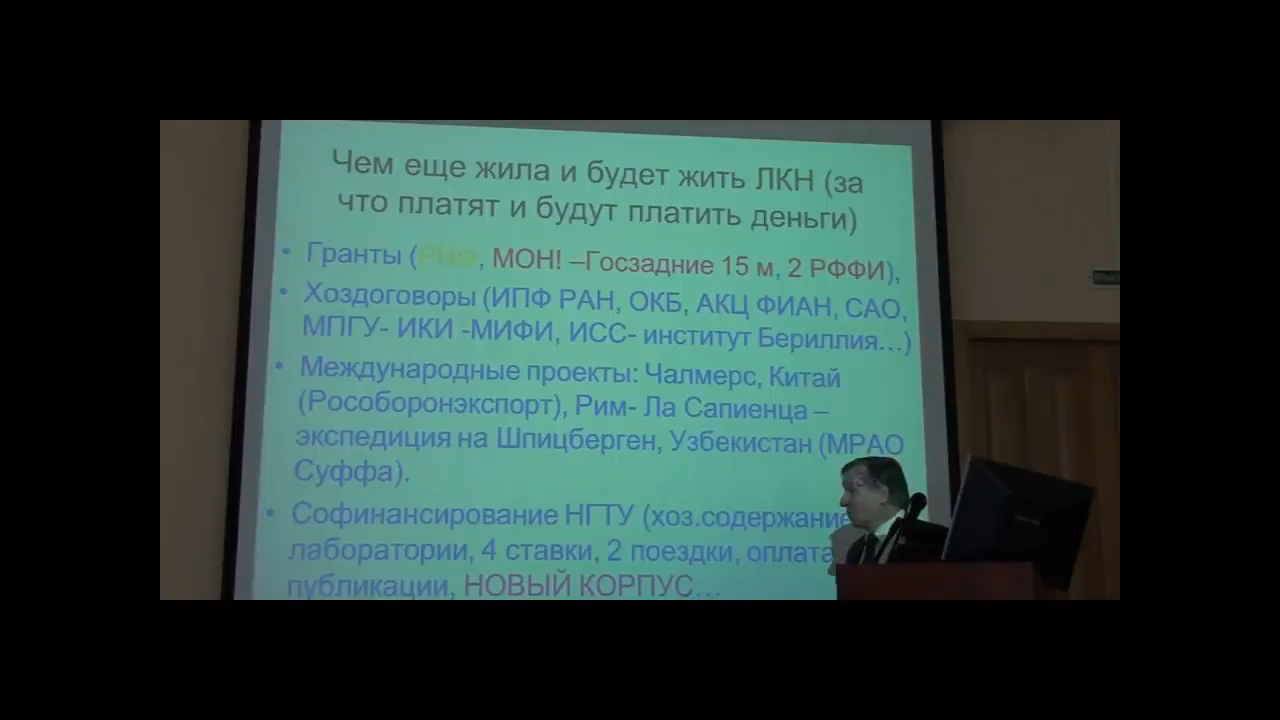 Чем еще жила и будет жить ЛКН (за
что платят и будут платить деньги)
• Гранты (РНФ, МОН! –Госзадние 15 м, 2 РФФИ),
• Хоздоговоры (ИПФ РАН, ОКБ, АКЦ ФИАН, САО,
МПГУ- ИКИ -МИФИ, ИСС- институт Бериллия…)
• Международные проекты: Чалмерс, Китай
(Рособоронэкспорт), Рим- Ла Сапиенца –
экспедиция на Шпицберген, Узбекистан (МРАО
Суффа).
• Софинансирование НГТУ (хоз.содержание
лаборатории, 4 ставки, 2 поездки, оплата
публикации, НОВЫЙ КОРПУС…